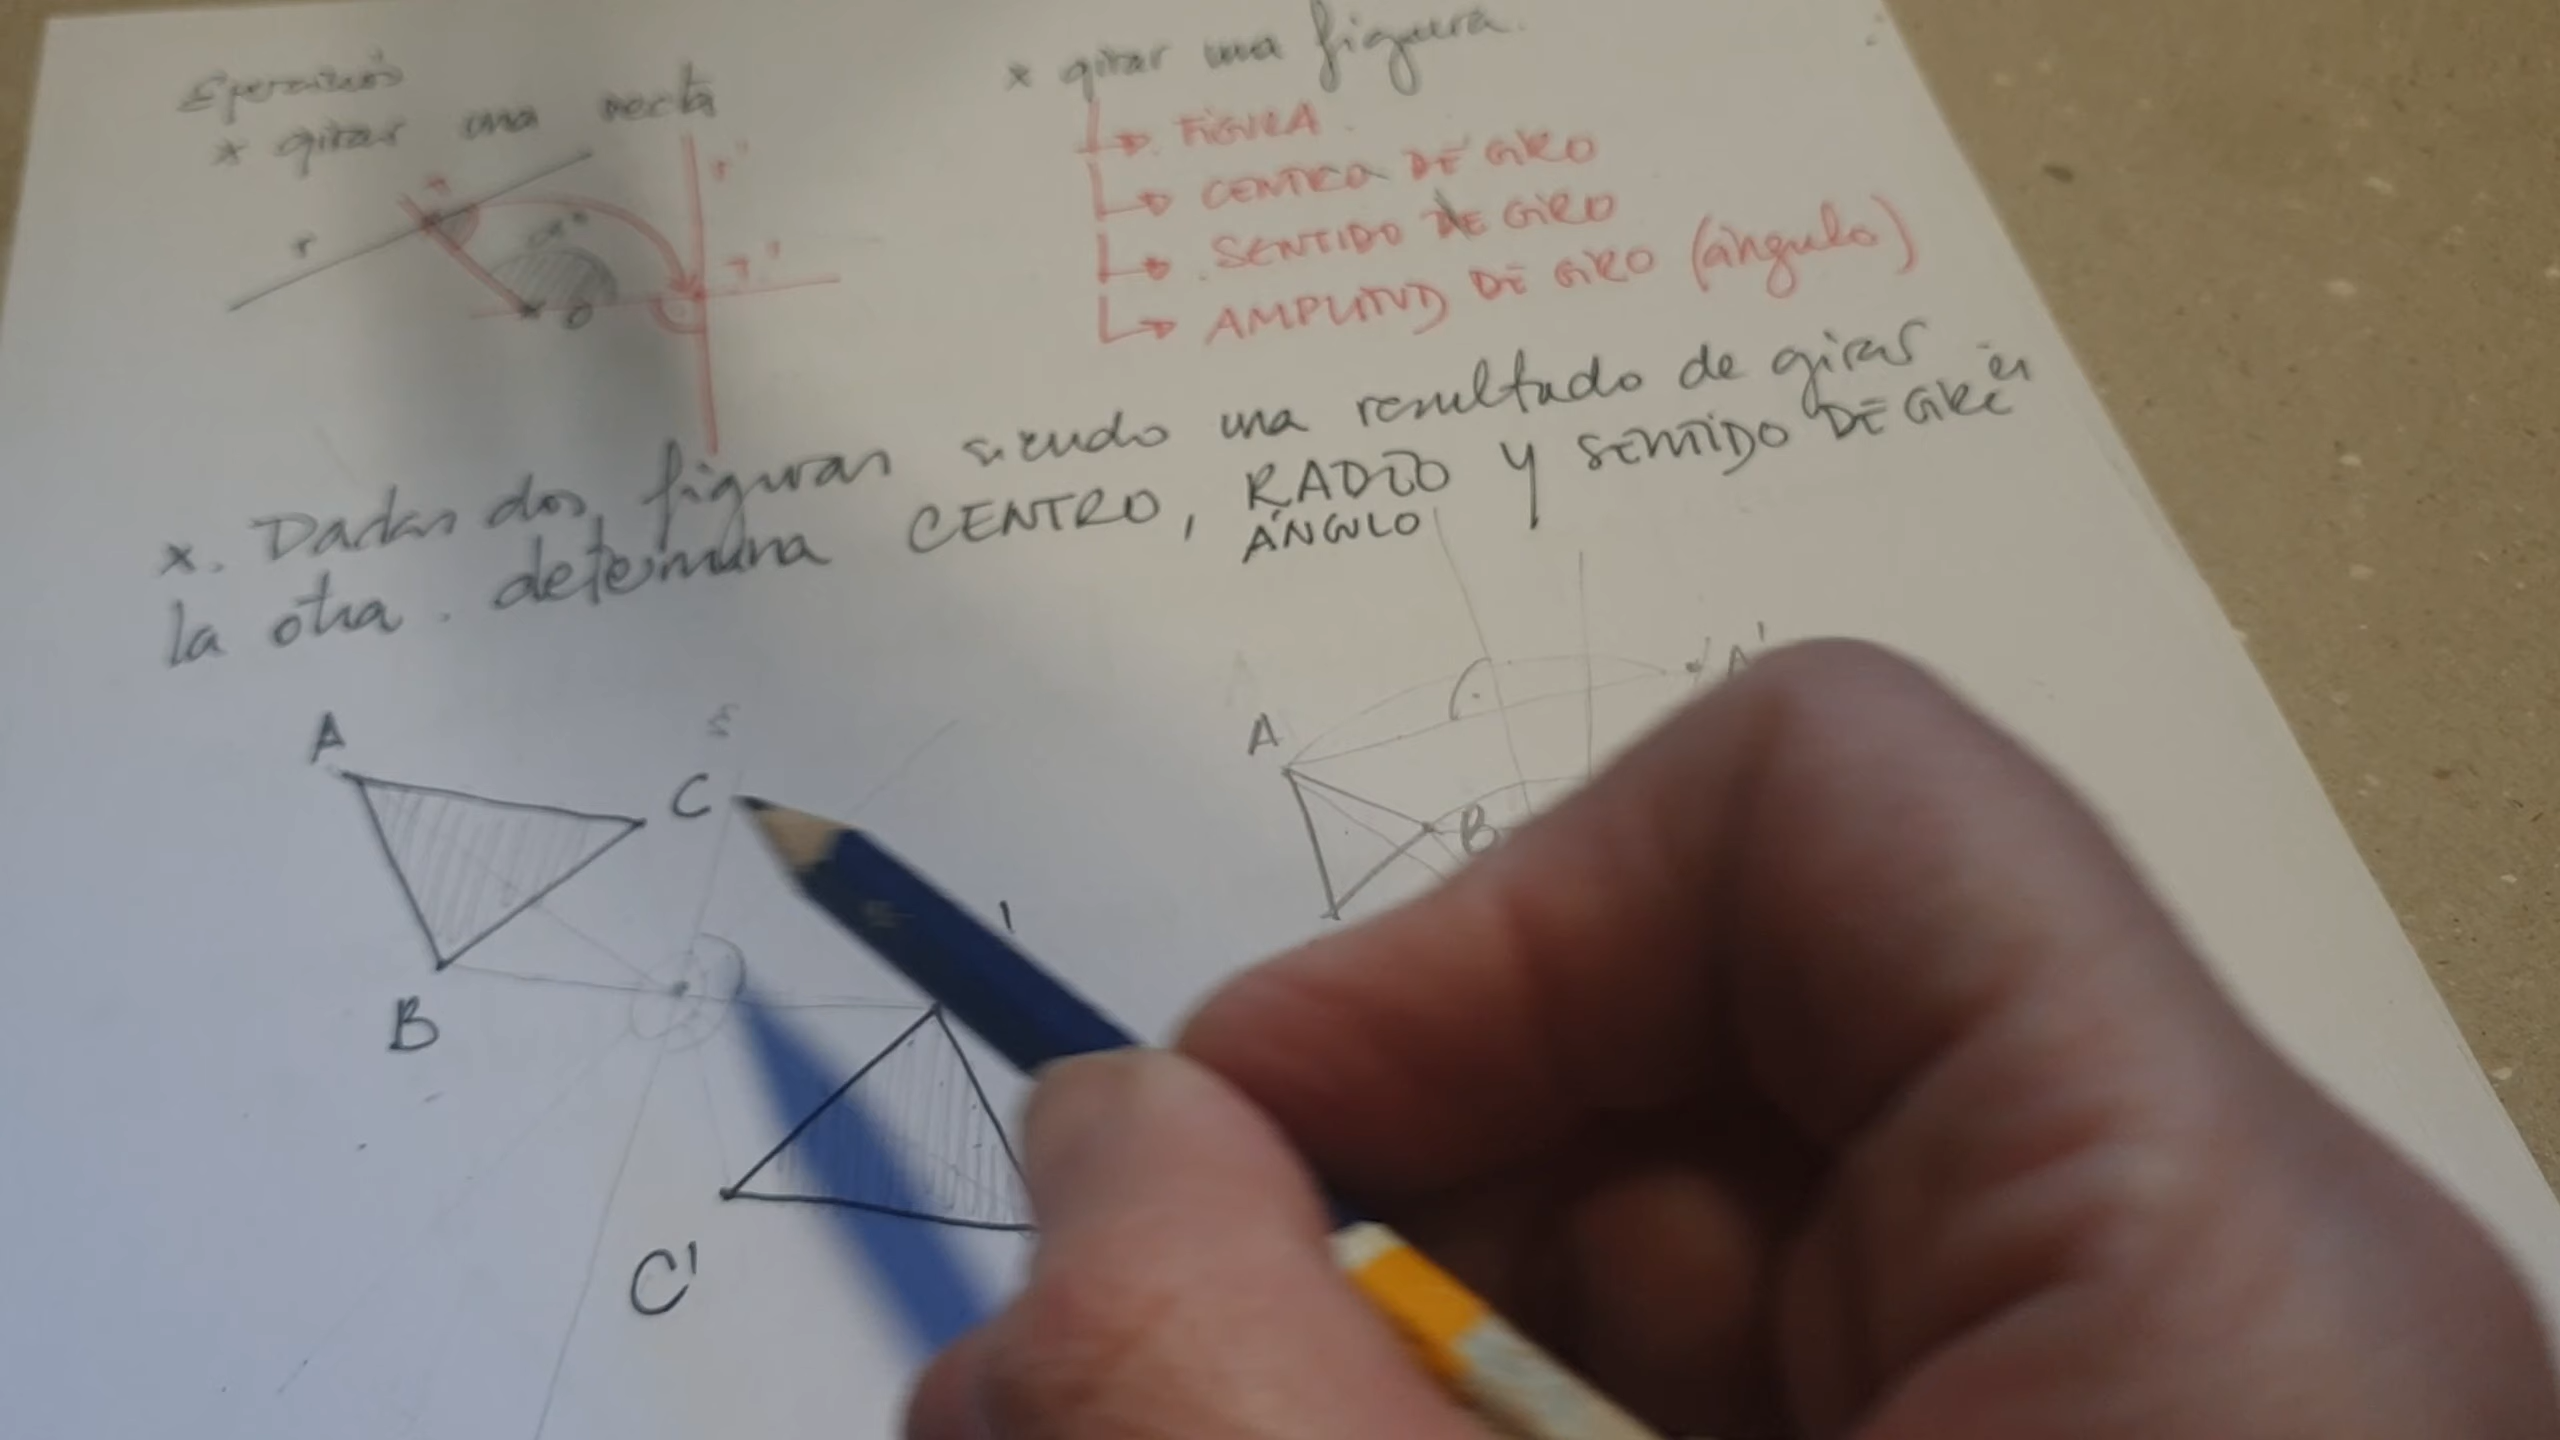 Ejercicios
* girar una recta
r
r'
α°
T'
O
* girar una figura.
FIGURA
CENTRO DE GIRO
SENTIDO DE GIRO
AMPLITUD DE GIRO (ángulo)
x. Dadas dos figuras siendo una resultado de girar
la otra. determina CENTRO, RADIO Y SENTIDO DE
ÁNGULO
A
C
B
C'
A
A'
B